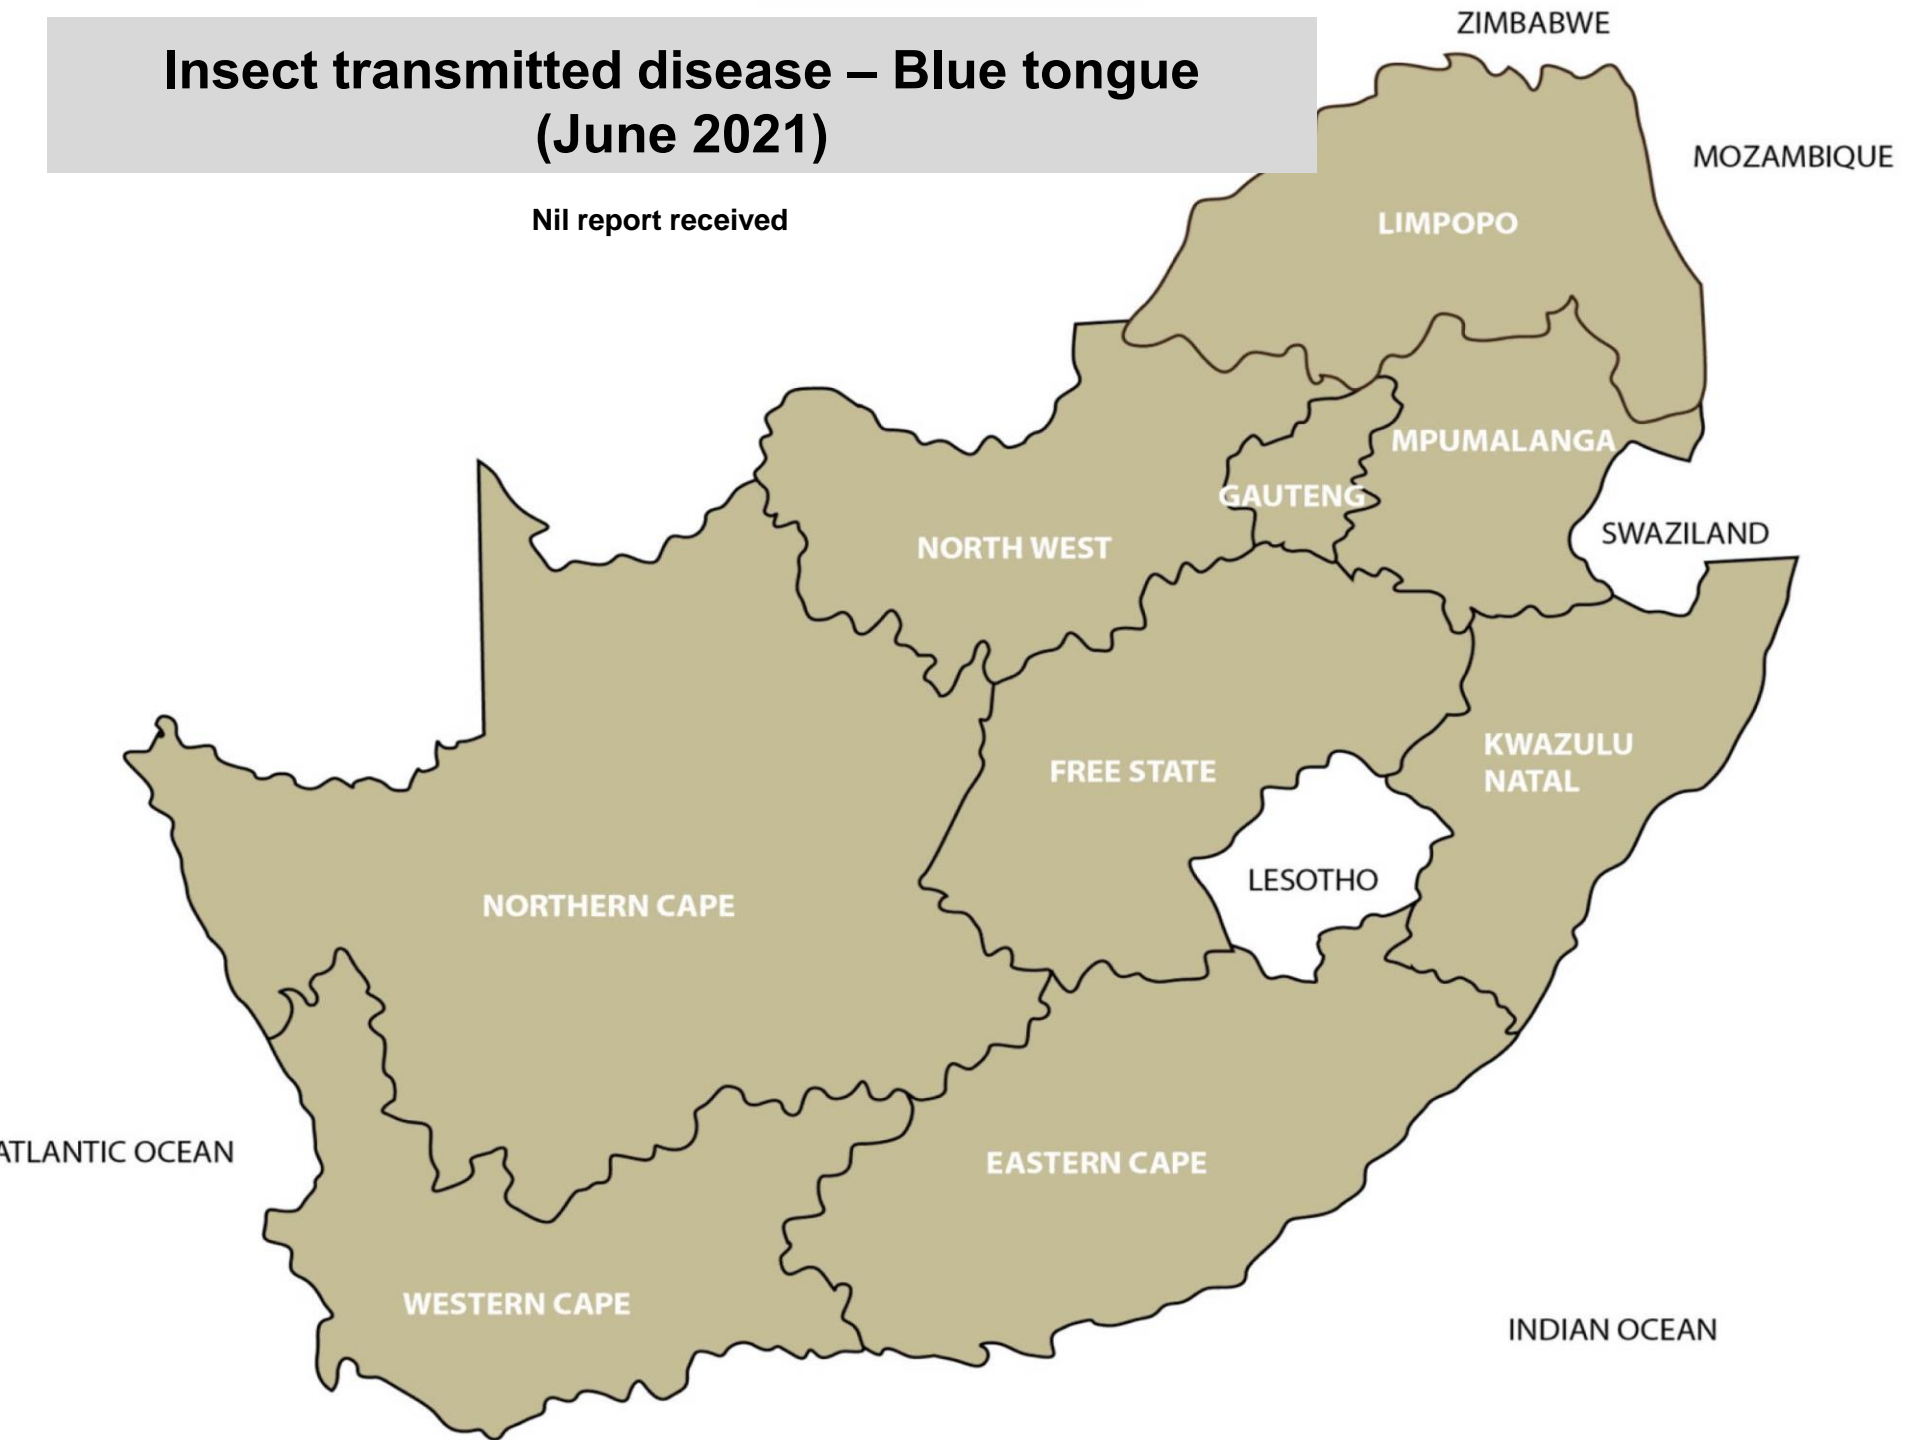 Insect transmitted disease – Blue tongue
(June 2021)
Nil report received
ZIMBABWE
MOZAMBIQUE
LIMPOPO
MPUMALANGA
GAUTENG
SWAZILAND
NORTH WEST
KWAZULU
NATAL
FREE STATE
LESOTHO
NORTHERN CAPE
ATLANTIC OCEAN
EASTERN CAPE
WESTERN CAPE
INDIAN OCEAN